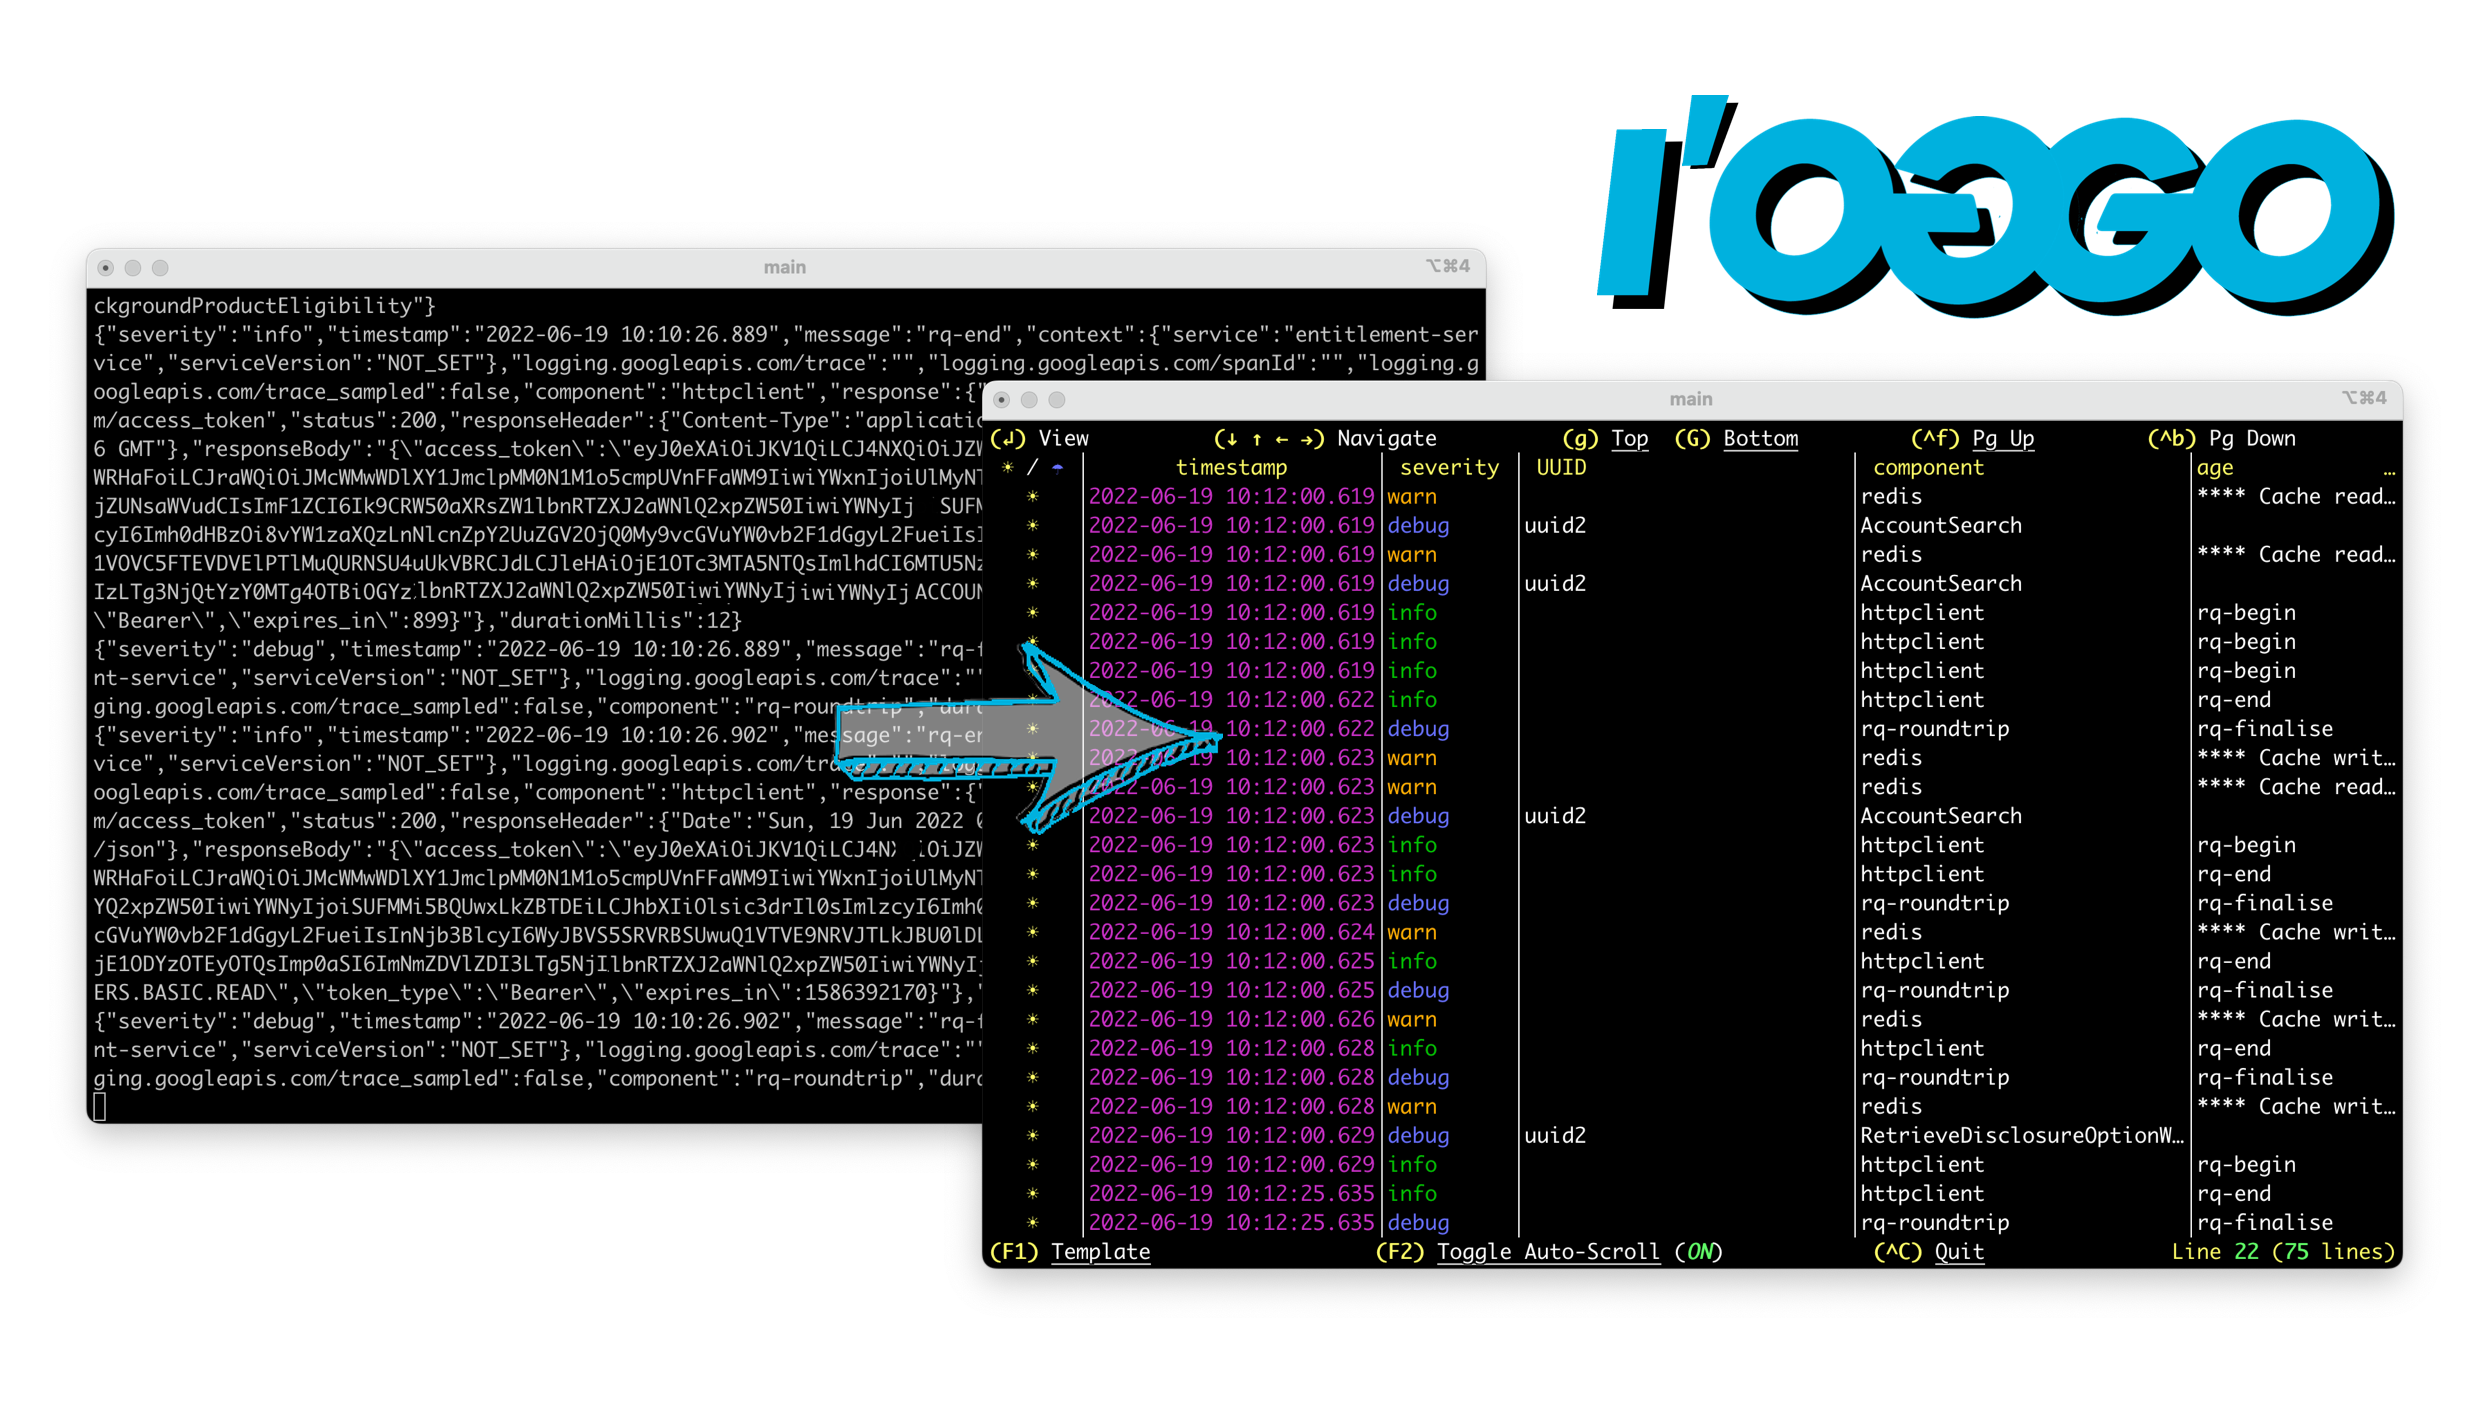 l'oGGo
main
⌥⌘4
ckgroundProductEligibility"}
{"severity":"info","timestamp":"2022-06-19 10:10:26.889","message":"rq-end","context":{"service":"entitlement-ser
vice","serviceVersion":"NOT_SET"},"logging.googleapis.com/trace":"","logging.googleapis.com/spanId":"","logging.g
oogleapis.com/trace_sampled":false,"component":"httpclient","response":{"
m/access_token","status":200,"responseHeader":{"Content-Type":"applicatio
6 GMT"},"responseBody":"{\"access_token\":\"
\"Bearer\",\"expires_in\":899}"},"durationMillis":12}
{"severity":"debug","timestamp":"2022-06-19 10:10:26.889","message":"rq-f
nt-service","serviceVersion":"NOT_SET"},"logging.googleapis.com/trace":""
ging.googleapis.com/trace_sampled":false,"component":"rq-roundtrip","dura
{"severity":"info","timestamp":"2022-06-19 10:10:26.902","message":"rq-en
vice","serviceVersion":"NOT_SET"},"logging.googleapis.com/trace":"","logg
oogleapis.com/trace_sampled":false,"component":"httpclient","response":{"
m/access_token","status":200,"responseHeader":{"Date":"Sun, 19 Jun 2022
/json"},"responseBody":"{\"access_token\":\"
ERS.BASIC.READ\",\"token_type\":\"Bearer\",\"expires_in\":1586392170}"},"
{"severity":"debug","timestamp":"2022-06-19 10:10:26.902","message":"rq-f
nt-service","serviceVersion":"NOT_SET"},"logging.googleapis.com/trace":""
ging.googleapis.com/trace_sampled":false,"component":"rq-roundtrip","dura
main
⌥⌘4
(↲) View (↓ ↑ ← →) Navigate (g) Top (G) Bottom (^f) Pg Up (^b) Pg Down
☀ / ☂ timestamp severity UUID component age …
☀ 2022-06-19 10:12:00.619 warn redis **** Cache read…
☀ 2022-06-19 10:12:00.619 debug uuid2 AccountSearch
☀ 2022-06-19 10:12:00.619 warn redis **** Cache read…
☀ 2022-06-19 10:12:00.619 debug uuid2 AccountSearch
☀ 2022-06-19 10:12:00.619 info httpclient rq-begin
☀ 2022-06-19 10:12:00.619 info httpclient rq-begin
☀ 2022-06-19 10:12:00.619 info httpclient rq-begin
☀ 2022-06-19 10:12:00.622 info httpclient rq-end
☀ 2022-06-19 10:12:00.622 debug rq-roundtrip rq-finalise
☀ 2022-06-19 10:12:00.623 warn redis **** Cache writ…
☀ 2022-06-19 10:12:00.623 warn redis **** Cache read…
☀ 2022-06-19 10:12:00.623 debug uuid2 AccountSearch
☀ 2022-06-19 10:12:00.623 info httpclient rq-begin
☀ 2022-06-19 10:12:00.623 info httpclient rq-end
☀ 2022-06-19 10:12:00.623 debug rq-roundtrip rq-finalise
☀ 2022-06-19 10:12:00.624 warn redis **** Cache writ…
☀ 2022-06-19 10:12:00.625 info httpclient rq-end
☀ 2022-06-19 10:12:00.625 debug rq-roundtrip rq-finalise
☀ 2022-06-19 10:12:00.626 warn redis **** Cache writ…
☀ 2022-06-19 10:12:00.628 info httpclient rq-end
☀ 2022-06-19 10:12:00.628 debug rq-roundtrip rq-finalise
☀ 2022-06-19 10:12:00.628 warn redis **** Cache writ…
☀ 2022-06-19 10:12:00.629 debug uuid2 RetrieveDisclosureOptionW…
☀ 2022-06-19 10:12:00.629 info httpclient rq-begin
☀ 2022-06-19 10:12:25.635 info httpclient rq-end
☀ 2022-06-19 10:12:25.635 debug rq-roundtrip rq-finalise
(F1) Template (F2) Toggle Auto-Scroll (ON) (^C) Quit Line 22 (75 lines)